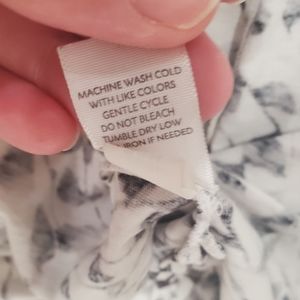 MACHINE WASH COLD
WITH LIKE COLORS
GENTLE CYCLE
DO NOT BLEACH
TUMBLE DRY LOW
IRON IF NEEDED